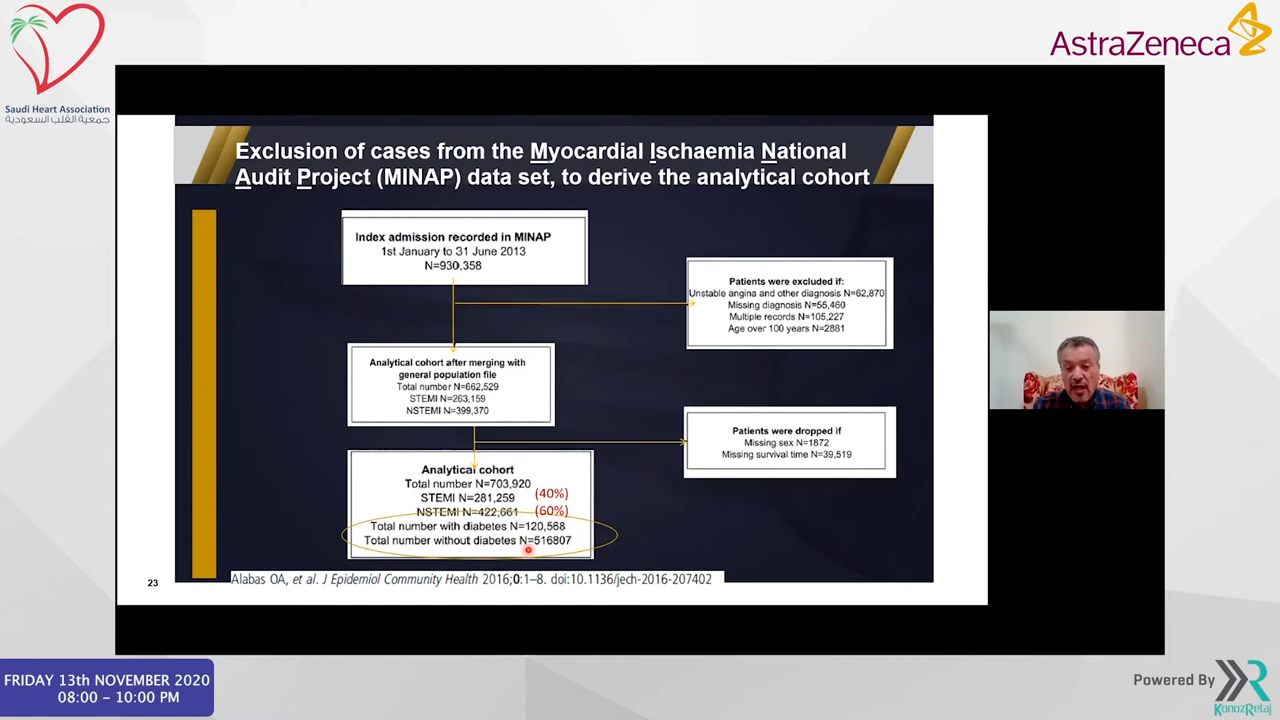 Saudi Heart Association
جمعية القلب السعودية
AstraZeneca
Exclusion of cases from the Myocardial Ischaemia National
Audit Project (MINAP) data set, to derive the analytical cohort
Index admission recorded in MINAP
1st January to 31 June 2013
N=930,358
Patients were excluded if:
Unstable angina and other diagnosis N=62,870
Missing diagnosis N=55,460
Multiple records N=105,227
Age over 100 years N=2881
Analytical cohort after merging with
general population file
Total number N=662,529
STEMI N=263,159
NSTEMI N=399,370
Patients were dropped if
Missing sex N=1872
Missing survival time N=39,519
Analytical cohort
Total number N=703,920
STEMI N=281,259 (40%)
NSTEMI N=422,661 (60%)
Total number with diabetes N=120,568
Total number without diabetes N=516807
23
Alabas OA, et al. J Epidemiol Community Health 2016;0:1–8. doi:10.1136/jech-2016-207402
FRIDAY 13th NOVEMBER 2020
08:00 – 10:00 PM
Powered By
KonozRetaj